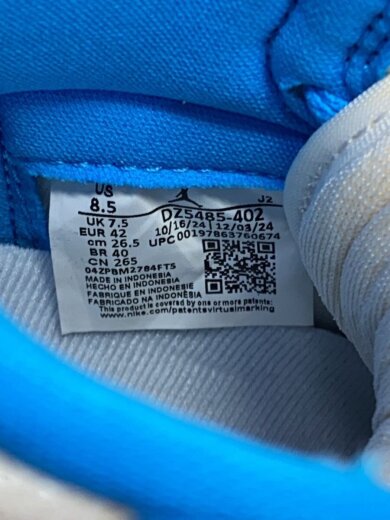 US
8.5
UK 7.5
EUR 42
cm 26.5
BR 40
CN 265
J2
DZ5485-402
10/16/24 12/03/24
UPC 00197863760674
04ZPBM2784FT5
MADE IN INDONESIA
HECHO EN INDONESIA
FABRIQUÉ EN INDONESIE
FABRICADO NA INDONÉSIA
This product is covered by one or more patents:
www.nike.com/patentsvirtualmarking